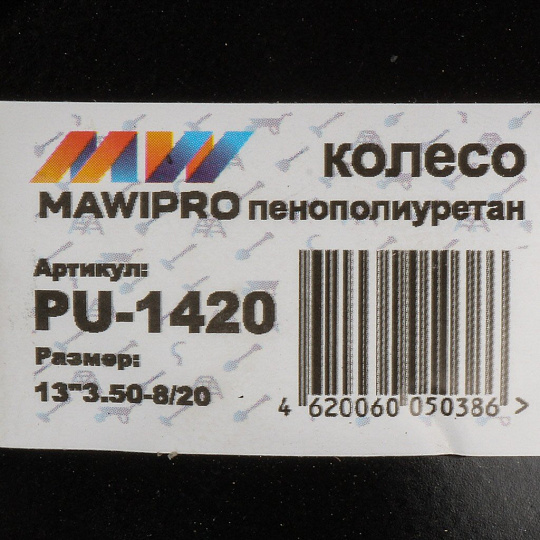 MW
колесо
MAWIPRO пенополиуретан
Артикул:
PU-1420
Размер:
13"3.50-8/20
4 620060 050386 >